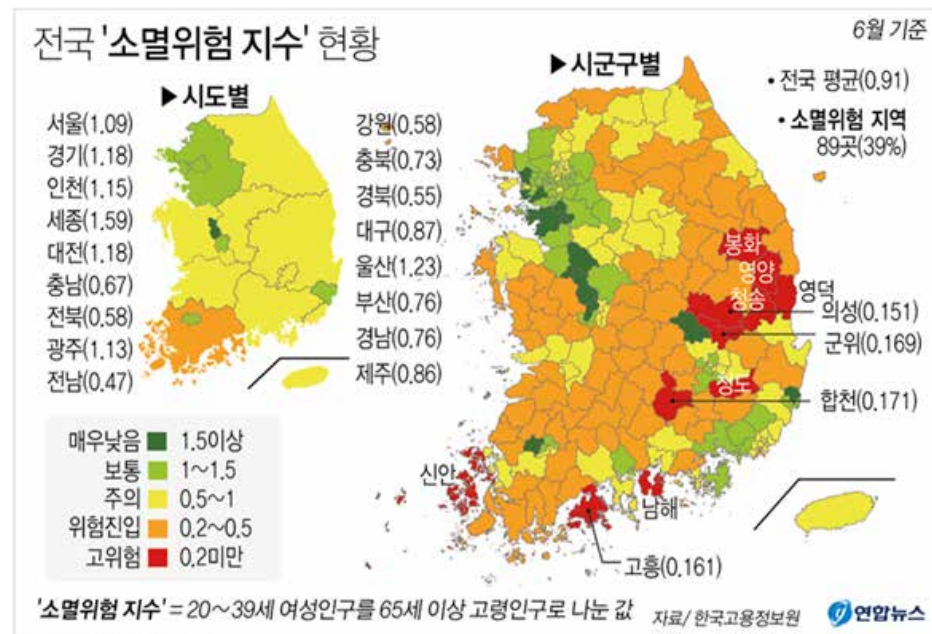 전국 '소멸위험 지수' 현황
6월 기준
▶시도별
서울(1.09)
경기(1.18)
인천(1.15)
세종(1.59)
대전(1.18)
충남(0.67)
전북(0.58)
광주(1.13)
전남(0.47)
강원(0.58)
충북(0.73)
경북(0.55)
대구(0.87)
울산(1.23)
부산(0.76)
경남(0.76)
제주(0.86)
▶시군구별
• 전국 평균(0.91)
• 소멸위험 지역
89곳(39%)
봉화
영양
영덕
청송
의성(0.151)
군위(0.169)
청도
합천(0.171)
신안
남해
고흥(0.161)
매우낮음 1.5이상
보통 1~1.5
주의 0.5~1
위험진입 0.2~0.5
고위험 0.2미만
'소멸위험 지수' = 20~39세 여성인구를 65세 이상 고령인구로 나눈 값
자료/ 한국고용정보원
연합뉴스